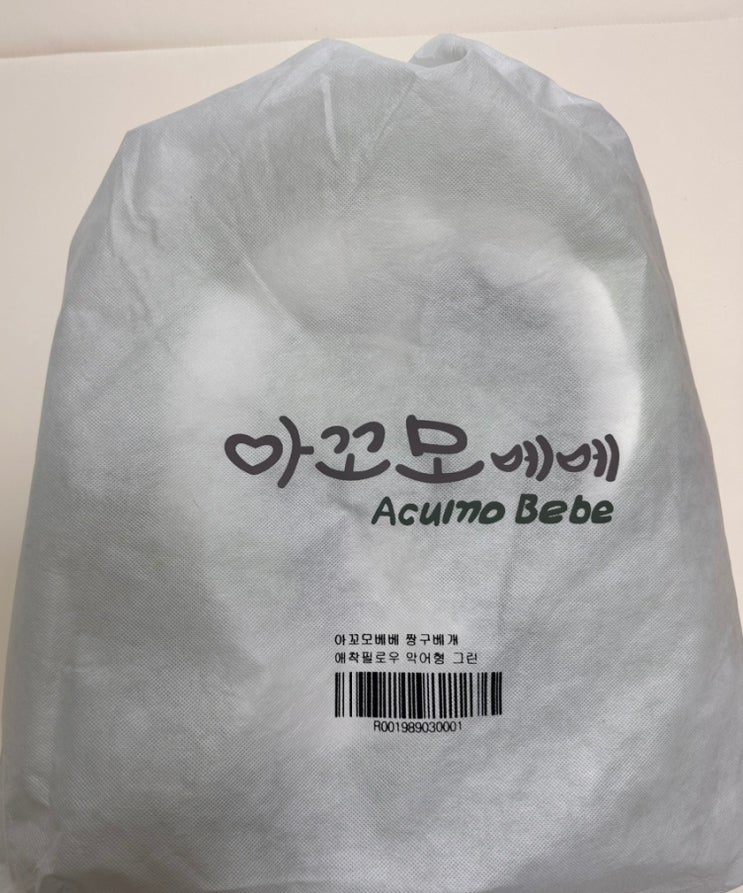 아꼬모베베
Acumo Bebe
아꼬모베베 짱구베개
애착필로우 악어형 그린
R001989030001